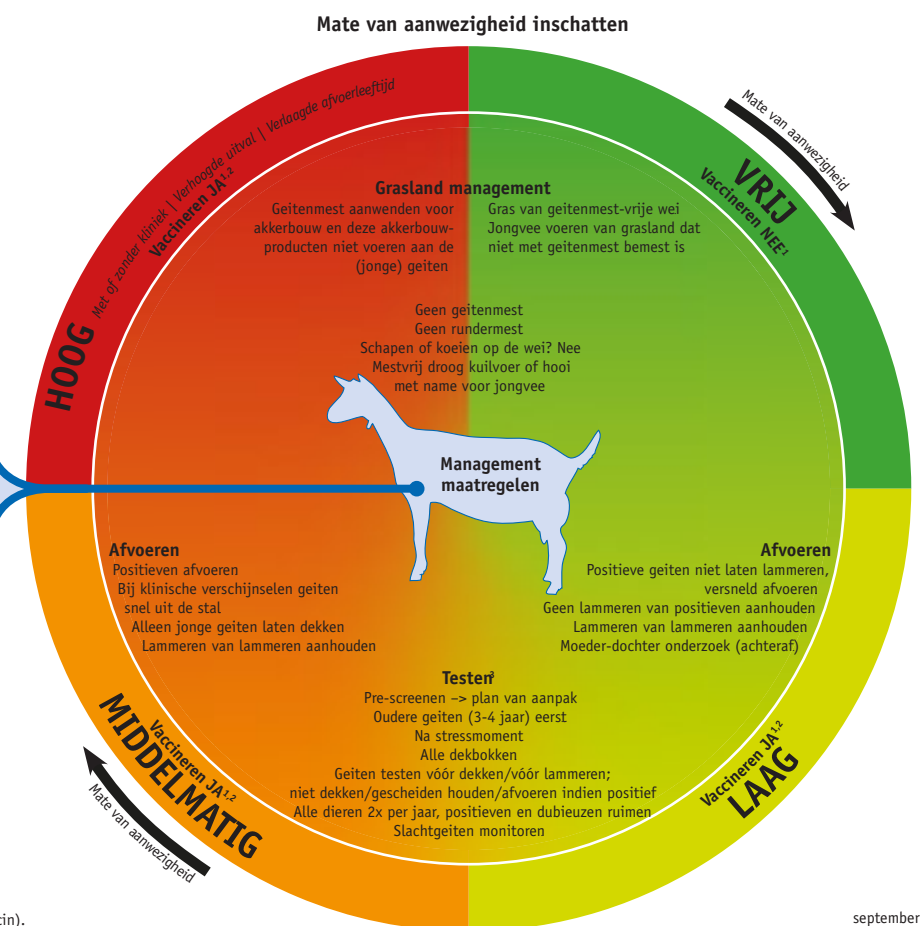 Mate van aanwezigheid inschatten
HOOG Met of zonder kliniek | Verhoogde uitval | Verlaagde afvoerleeftijd
Vaccineren JA1,2
Mate van aanwezigheid
VRIJ
Vaccineren NEE1
Grasland management
Geitenmest aanwenden voor
akkerbouw en deze akkerbouw-
producten niet voeren aan de
(jonge) geiten
Gras van geitenmest-vrije wei
Jongvee voeren van grasland dat
niet met geitenmest bemest is
Geen geitenmest
Geen rundermest
Schapen of koeien op de wei? Nee
Mestvrij droog kuilvoer of hooi
met name voor jongvee
Management
maatregelen
Afvoeren
Positieven afvoeren
Bij klinische verschijnselen geiten
snel uit de stal
Alleen jonge geiten laten dekken
Lammeren van lammeren aanhouden
Afvoeren
Positieve geiten niet laten lammeren,
versneld afvoeren
Geen lammeren van positieven aanhouden
Lammeren van lammeren aanhouden
Moeder-dochter onderzoek (achteraf)
Testen3
Pre-screenen –> plan van aanpak
Oudere geiten (3-4 jaar) eerst
Na stressmoment
Alle dekbokken
Geiten testen vóór dekken/vóór lammeren;
niet dekken/gescheiden houden/afvoeren indien positief
Alle dieren 2x per jaar, positieven en dubieuzen ruimen
Slachtgeiten monitoren
Vaccineren JA1,2
MIDDELMATIG
Mate van aanwezigheid
Vaccineren JA1,2
LAAG
tin).
september